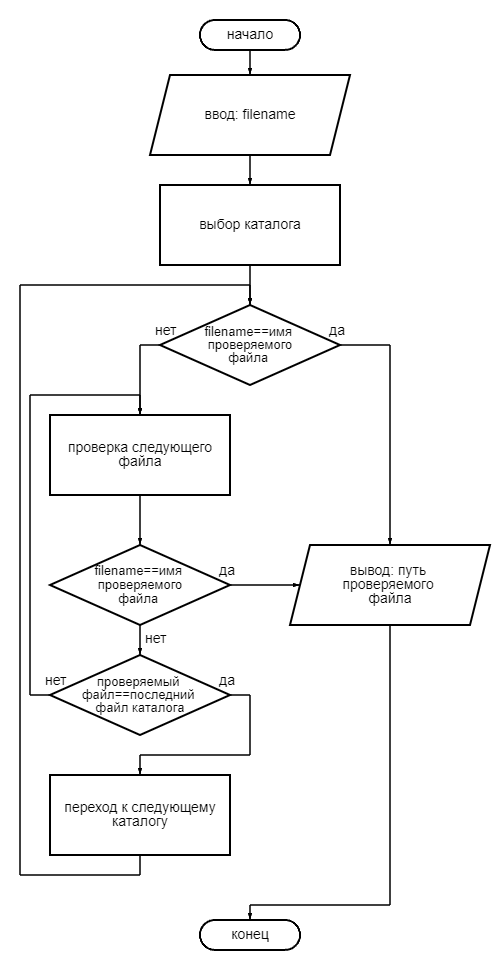 начало
ввод: filename
выбор каталога
нет
filename==имя
проверяемого
файла
да
проверка следующего
файла
filename==имя
проверяемого
файла
да
вывод: путь
проверяемого
файла
нет
нет
проверяемый
файл==последний
файл каталога
да
переход к следующему
каталогу
конец